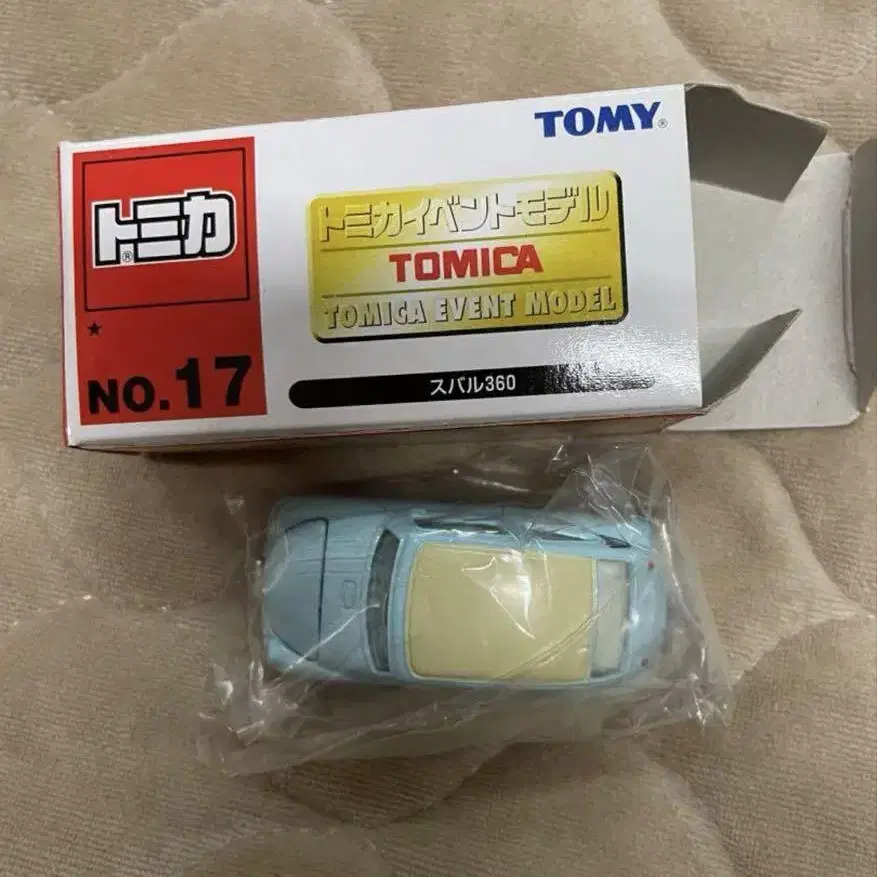 TOMY®
トミカ®
トミカイベントモデル
TOMICA
TOMICA EVENT MODEL
★
NO.17
スバル360